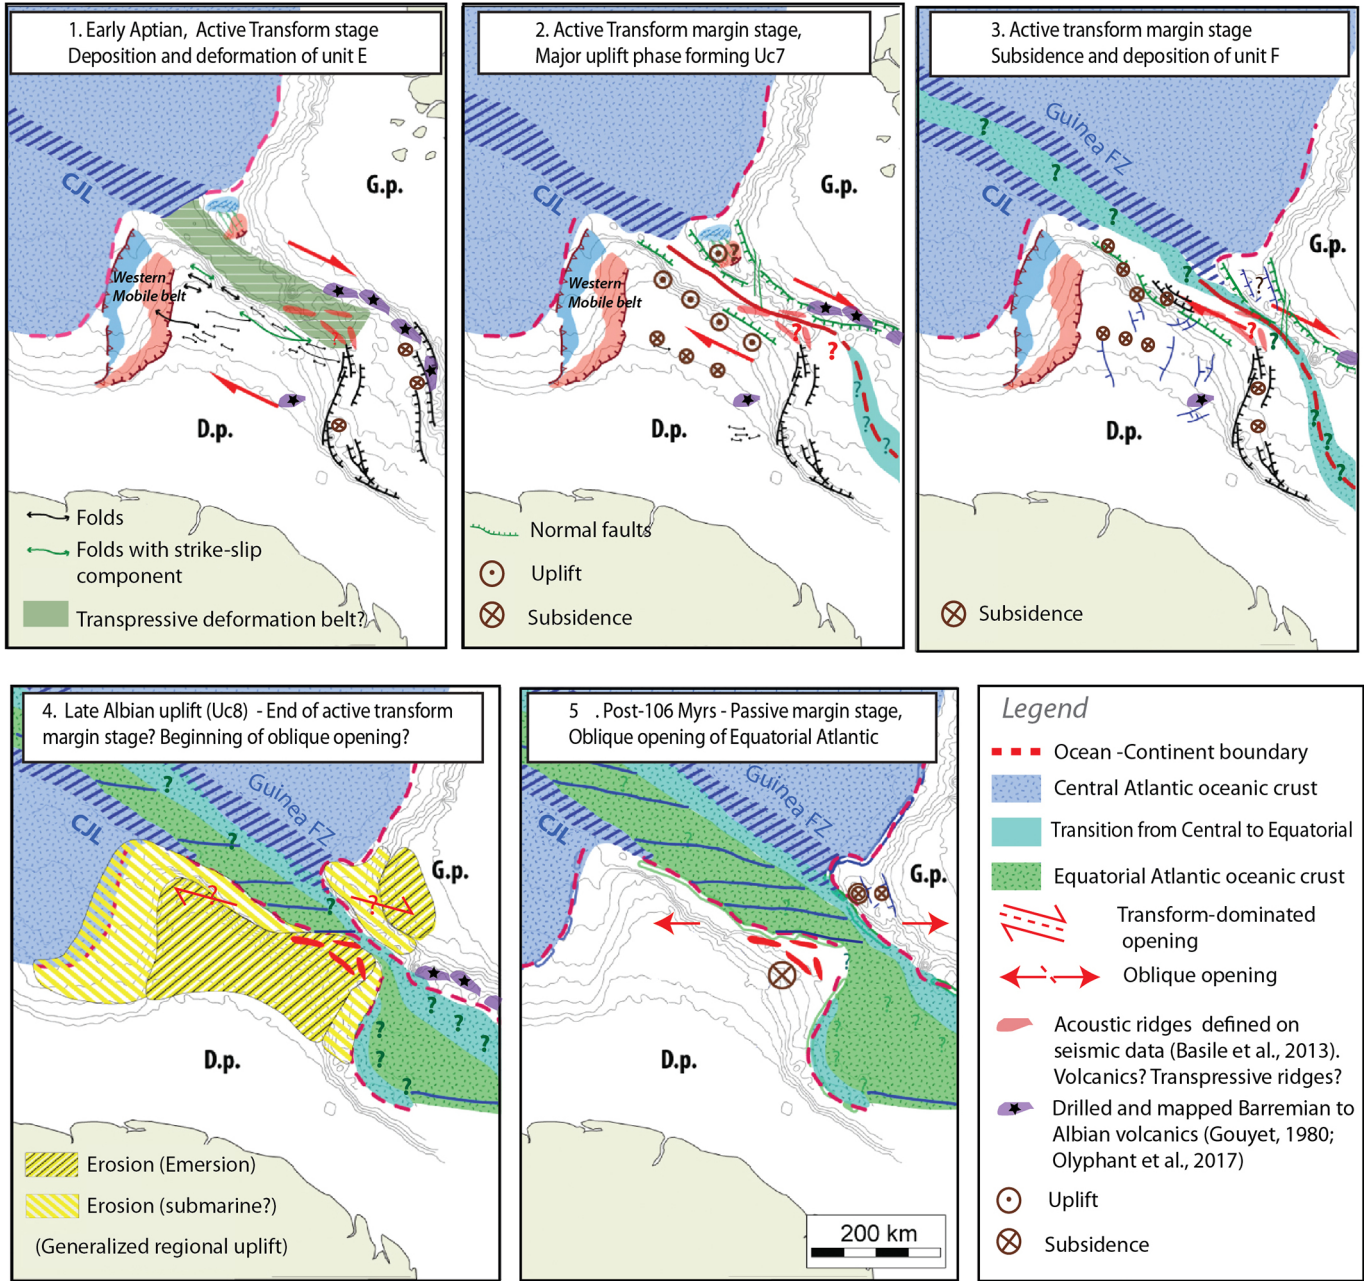 1. Early Aptian, Active Transform stage
Deposition and deformation of unit E
CJL
G.p.
Western
Mobile belt
D.p.
Folds
Folds with strike-slip
component
Transpressive deformation belt?
2. Active Transform margin stage,
Major uplift phase forming Uc7
CJL
G.p.
?
Western
Mobile belt
?
?
?
?
?
D.p.
Normal faults
Uplift
Subsidence
3. Active transform margin stage
Subsidence and deposition of unit F
?
Guinea FZ
?
CJL
?
G.p.
?
?
?
?
?
?
?
D.p.
Subsidence
4. Late Albian uplift (Uc8) - End of active transform
margin stage? Beginning of oblique opening?
?
Guinea FZ
CJL
?
G.p.
?
?
?
?
?
?
?
?
D.p.
Erosion (Emersion)
Erosion (submarine?)
(Generalized regional uplift)
5 . Post-106 Myrs - Passive margin stage,
Oblique opening of Equatorial Atlantic
Guinea FZ
CJL
?
G.p.
?
?
?
?
?
D.p.
200 km
Legend
Ocean -Continent boundary
Central Atlantic oceanic crust
Transition from Central to Equatorial
Equatorial Atlantic oceanic crust
Transform-dominated
opening
Oblique opening
Acoustic ridges defined on
seismic data (Basile et al., 2013).
Volcanics? Transpressive ridges?
Drilled and mapped Barremian to
Albian volcanics (Gouyet, 1980;
Olyphant et al., 2017)
Uplift
Subsidence